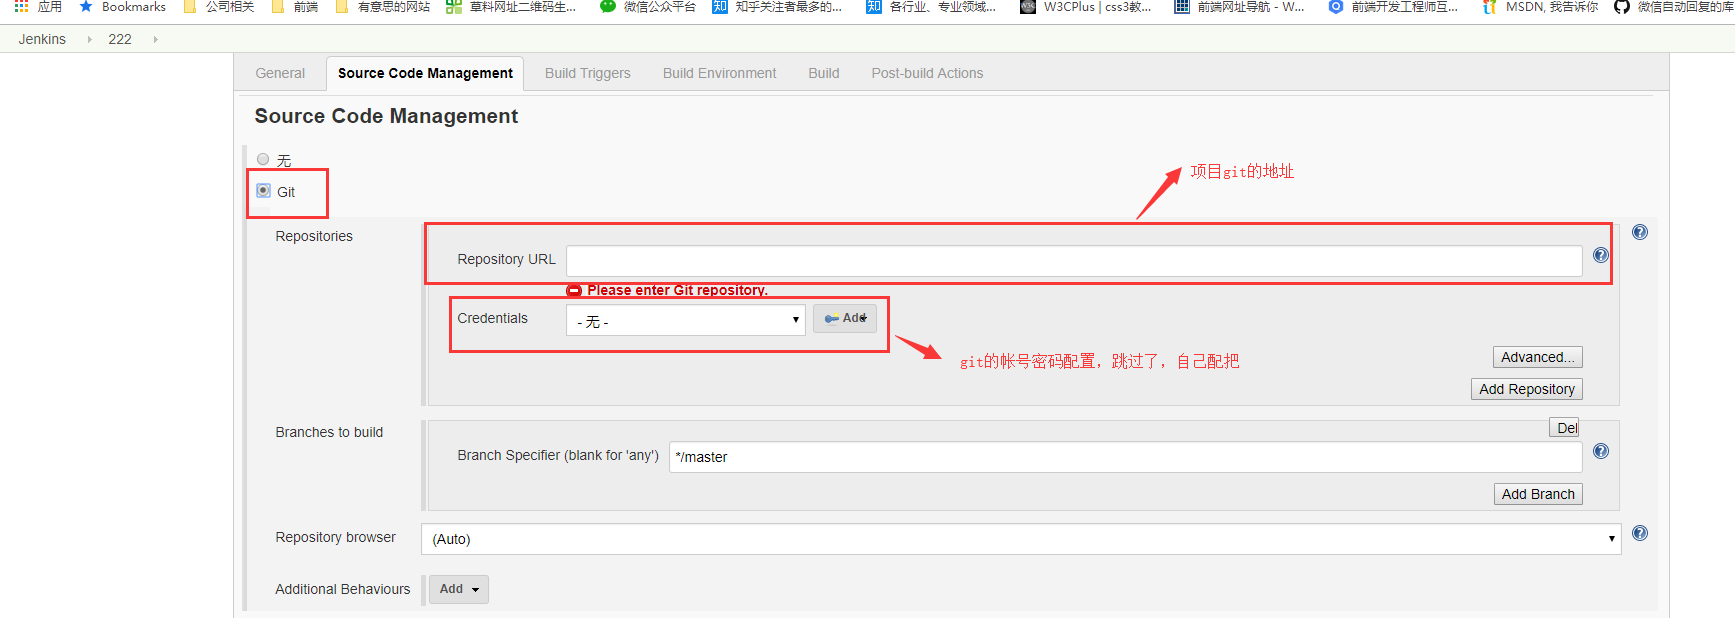 应用 Bookmarks 公司相关 前端 有意思的网站 草料网址二维码生... 微信公众平台 知 知乎关注者最多的... 知 各行业、专业领域... W3CPlus | css3教... 前端网址导航 - W... 前端开发工程师互... MSDN, 我告诉你 微信自动回复的库
Jenkins 222
General Source Code Management Build Triggers Build Environment Build Post-build Actions
Source Code Management
无
项目git的地址
Git
Repositories
Repository URL
Please enter Git repository.
Credentials - 无 - Add
git的帐号密码配置，跳过了，自己配把
Advanced...
Add Repository
Branches to build
Del
Branch Specifier (blank for 'any') */master
Add Branch
Repository browser (Auto)
Additional Behaviours Add